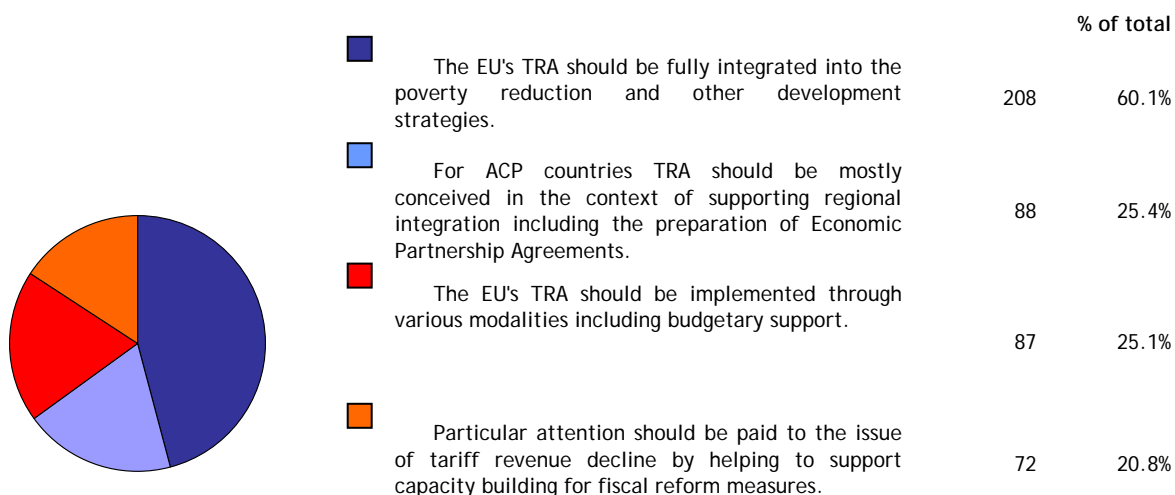 % of total
The EU's TRA should be fully integrated into the
poverty reduction and other development
strategies.
208 60.1%
For ACP countries TRA should be mostly
conceived in the context of supporting regional
integration including the preparation of Economic
Partnership Agreements.
88 25.4%
The EU's TRA should be implemented through
various modalities including budgetary support.
87 25.1%
Particular attention should be paid to the issue
of tariff revenue decline by helping to support
capacity building for fiscal reform measures.
72 20.8%